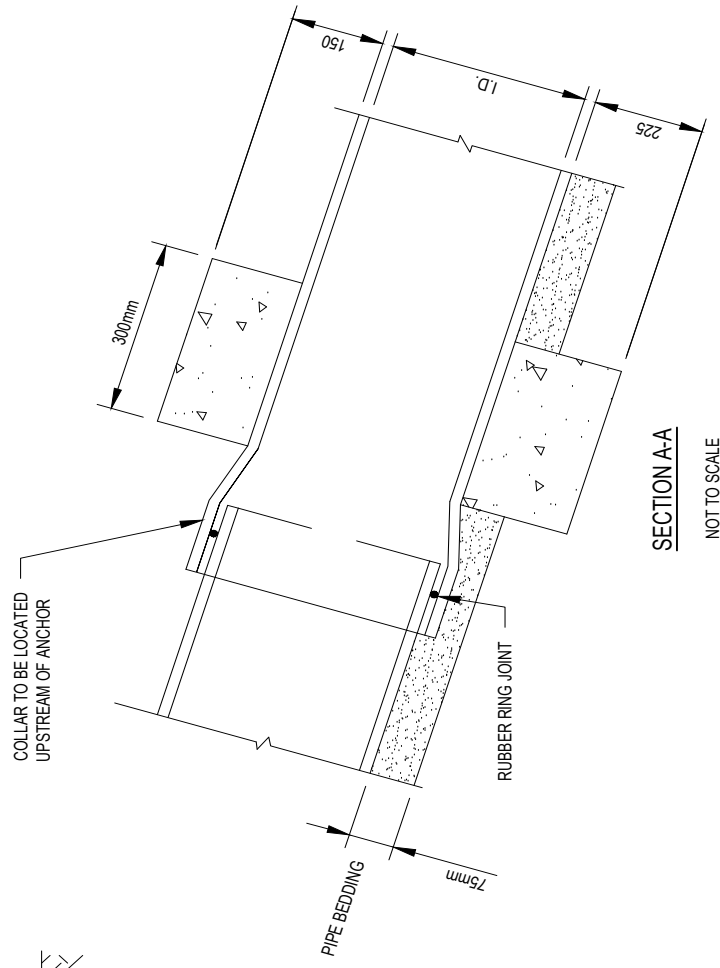 COLLAR TO BE LOCATED
UPSTREAM OF ANCHOR
300mm
150
I.D.
225
RUBBER RING JOINT
PIPE BEDDING
75mm
SECTION A-A
NOT TO SCALE